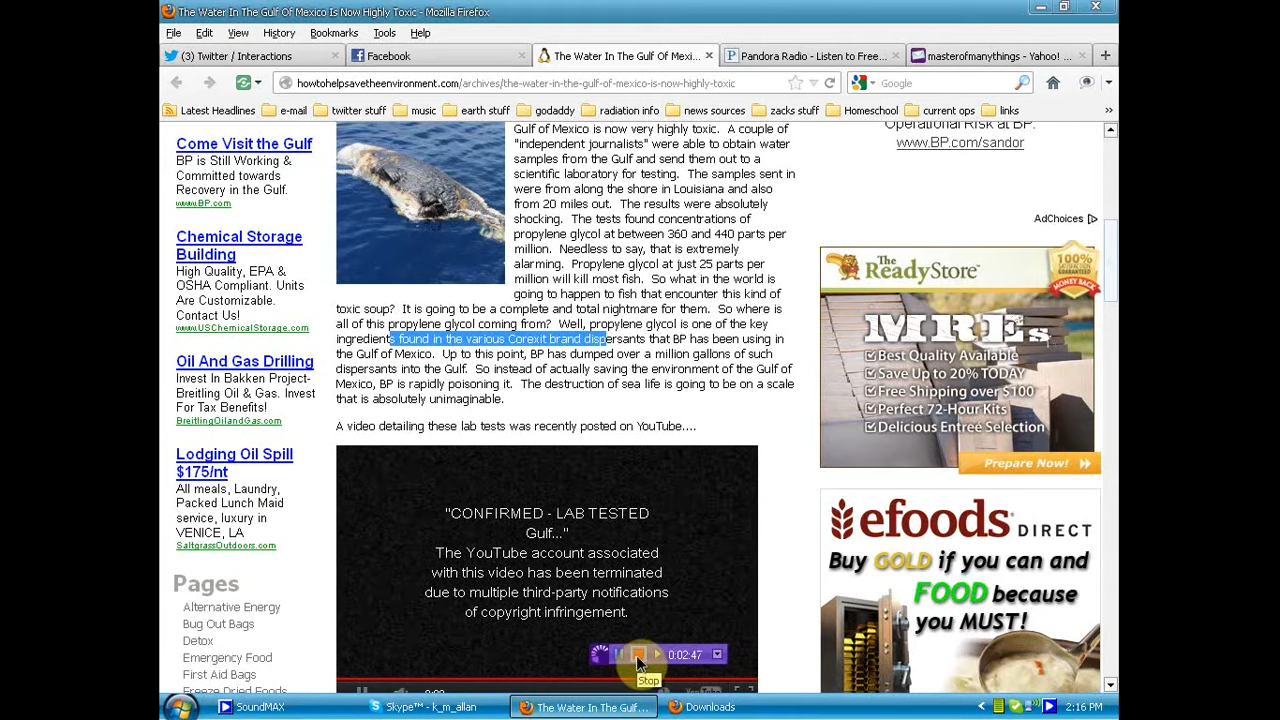 The Water In The Gulf Of Mexico Is Now Highly Toxic - Mozilla Firefox
File Edit View History Bookmarks Tools Help
(3) Twitter / Interactions
Facebook
The Water In The Gulf Of Mexi...
Pandora Radio - Listen to Free...
masterofmanythings - Yahoo! ...
howtohelpsavetheenvironment.com/archives/the-water-in-the-gulf-of-mexico-is-now-highly-toxic
Google
Latest Headlines e-mail twitter stuff music earth stuff godaddy radiation info news sources zacks stuff Homeschool current ops links
Come Visit the Gulf
BP is Still Working &
Committed towards
Recovery in the Gulf.
www.BP.com
Chemical Storage
Building
High Quality, EPA &
OSHA Compliant. Units
Are Customizable.
Contact Us!
www.USChemicalStorage.com
Oil And Gas Drilling
Invest In Bakken Project-
Breitling Oil & Gas. Invest
For Tax Benefits!
BreitlingOilandGas.com
Lodging Oil Spill
$175/nt
All meals, Laundry,
Packed Lunch Maid
service, luxury in
VENICE, LA
SaltgrassOutdoors.com
Pages
Alternative Energy
Bug Out Bags
Detox
Emergency Food
First Aid Bags
Freeze Dried Foods
Gulf of Mexico is now very highly toxic. A couple of
"independent journalists" were able to obtain water
samples from the Gulf and send them out to a
scientific laboratory for testing. The samples sent in
were from along the shore in Louisiana and also
from 20 miles out. The results were absolutely
shocking. The tests found concentrations of
propylene glycol at between 360 and 440 parts per
million. Needless to say, that is extremely
alarming. Propylene glycol at just 25 parts per
million will kill most fish. So what in the world is
going to happen to fish that encounter this kind of
toxic soup? It is going to be a complete and total nightmare for them. So where is
all of this propylene glycol coming from? Well, propylene glycol is one of the key
ingredients found in the various Corexit brand dispersants that BP has been using in
the Gulf of Mexico. Up to this point, BP has dumped over a million gallons of such
dispersants into the Gulf. So instead of actually saving the environment of the Gulf of
Mexico, BP is rapidly poisoning it. The destruction of sea life is going to be on a scale
that is absolutely unimaginable.
A video detailing these lab tests was recently posted on YouTube....
"CONFIRMED - LAB TESTED
Gulf..."
The YouTube account associated
with this video has been terminated
due to multiple third-party notifications
of copyright infringement.
0:02:47
Stop
Operational Risk at BP.
www.BP.com/sandor
AdChoices
The ReadyStore
100%
GUARANTEED
MONEY BACK
MREs
Best Quality Available
Save Up to 20% TODAY
Free Shipping over $100
Perfect 72-Hour Kits
Delicious Entrée Selection
Prepare Now!
efoods DIRECT
Buy GOLD if you can and
FOOD because
you MUST!
SoundMAX
Skype™ - k_m_allan
The Water In The Gulf...
Downloads
2:16 PM